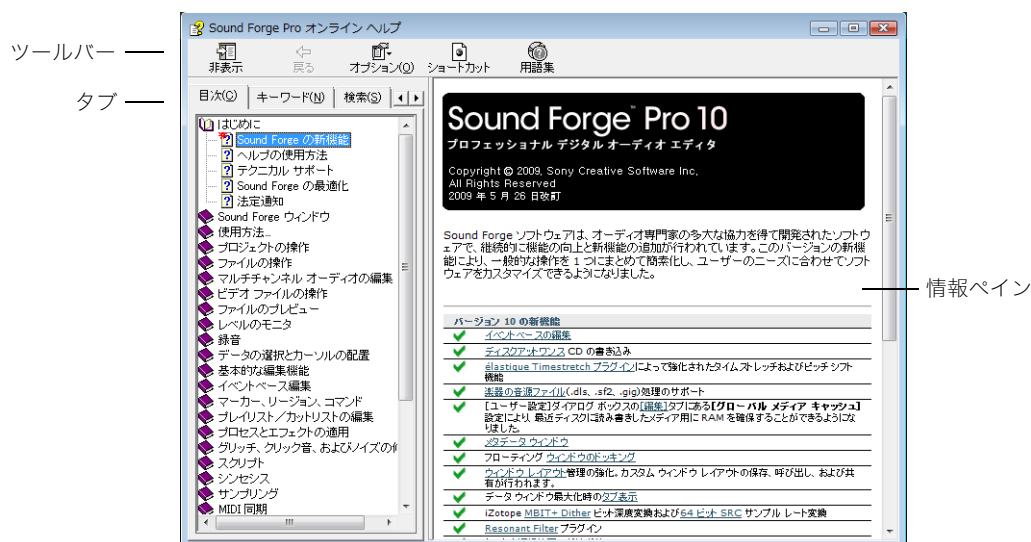 Sound Forge Pro オンライン ヘルプ
ツールバー
非表示
戻る
オプション(O)
ショートカット
用語集
タブ
目次(C)
キーワード(N)
検索(S)
はじめに
Sound Forge の新機能
ヘルプの使用方法
テクニカル サポート
Sound Forge の最適化
法定通知
Sound Forge ウィンドウ
使用方法...
プロジェクトの操作
ファイルの操作
マルチチャンネル オーディオの編集
ビデオ ファイルの操作
ファイルのプレビュー
レベルのモニタ
録音
データの選択とカーソルの配置
基本的な編集機能
イベントベース編集
マーカー、リージョン、コマンド
プレイリスト/カットリストの編集
プロセスとエフェクトの適用
グリッチ、クリック音、およびノイズの
スクリプト
シンセシス
サンプリング
MIDI 同期
Sound Forge™ Pro 10
プロフェッショナル デジタル オーディオ エディタ
Copyright © 2009, Sony Creative Software Inc.
All Rights Reserved
2009 年 5 月 26 日改訂
Sound Forge ソフトウェアは、オーディオ専門家の多大な協力を得て開発されたソフトウ
ェアで、継続的に機能の向上と新機能の追加が行われています。このバージョンの新機
能により、一般的な操作を 1 つにまとめて簡素化し、ユーザーのニーズに合わせてソフト
ウェアをカスタマイズできるようになりました。
情報ペイン
バージョン 10 の新機能
イベントベースの編集
ディスクアットワンス CD の書き込み
élastique Timestretch プラグインによって強化されたタイムストレッチおよびピッチ シフト
機能
楽器の音源ファイル(.dls、.sf2、.gig)処理のサポート
[ユーザー設定]ダイアログ ボックスの[編集]タブにある[グローバル メディア キャッシュ]
設定により、最近ディスクに読み書きしたメディア用に RAM を確保することができるようにな
りました。
メタデータ ウィンドウ
フローティング ウィンドウのドッキング
ウィンドウ レイアウト管理の強化。カスタム ウィンドウ レイアウトの保存、呼び出し、および共
有が行われます。
データ ウィンドウ最大化時のタブ表示
iZotope MBIT+ Dither ビット深度変換および64 ビット SRC サンプル レート変換
Resonant Filter プラグイン